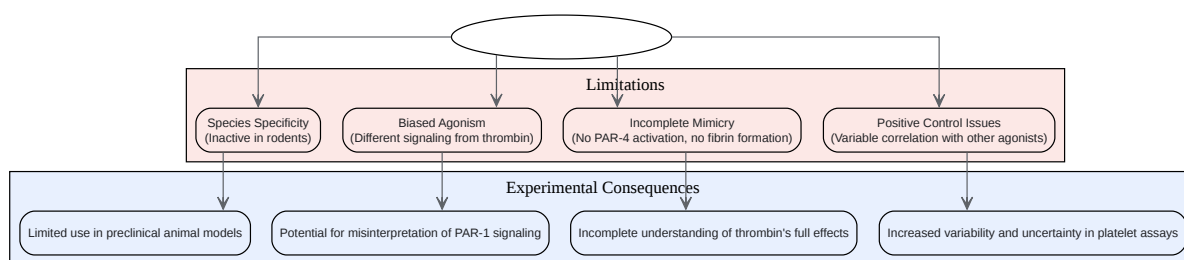 Limitations
Species Specificity
(Inactive in rodents)
Biased Agonism
(Different signaling from thrombin)
Incomplete Mimicry
(No PAR-4 activation, no fibrin formation)
Positive Control Issues
(Variable correlation with other agonists)
Experimental Consequences
Limited use in preclinical animal models
Potential for misinterpretation of PAR-1 signaling
Incomplete understanding of thrombin's full effects
Increased variability and uncertainty in platelet assays